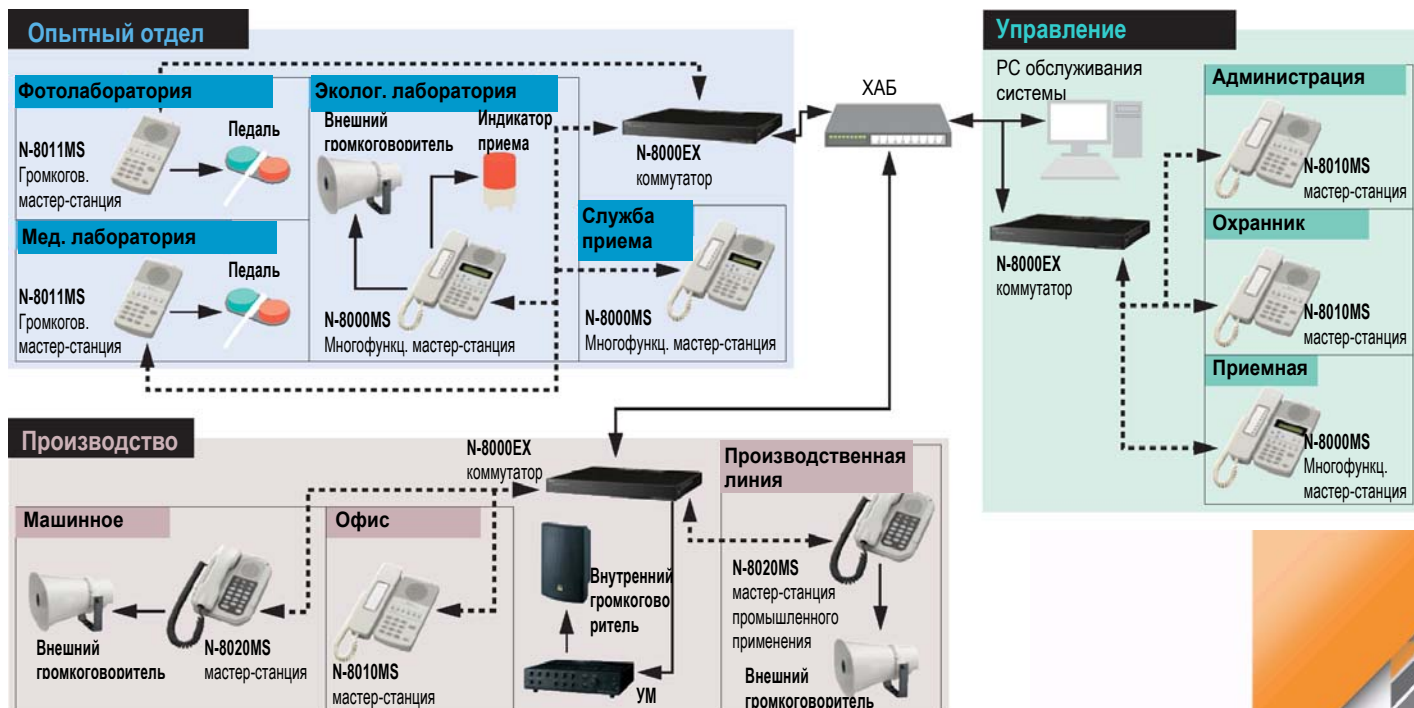 Опытный отдел
Фотолаборатория
N-8011MS
Громкогов.
мастер-станция
Педаль
Эколог. лаборатория
Внешний
громкоговоритель
Индикатор
приема
N-8000MS
Многофункц. мастер-станция
N-8000EX
коммутатор
Мед. лаборатория
N-8011MS
Громкогов.
мастер-станция
Педаль
Служба
приема
N-8000MS
Многофункц. мастер-станция
ХАБ
Управление
PC обслуживания
системы
N-8000EX
коммутатор
Администрация
N-8010MS
мастер-станция
Охранник
N-8010MS
мастер-станция
Приемная
N-8000MS
Многофункц.
мастер-станция
Производство
N-8000EX
коммутатор
Машинное
Внешний
громкоговоритель
N-8020MS
мастер-станция
Офис
N-8010MS
мастер-станция
Внутренний
громкогово
ритель
УМ
Производственная
линия
N-8020MS
мастер-станция
промышленного
применения
Внешний
громкоговоритель